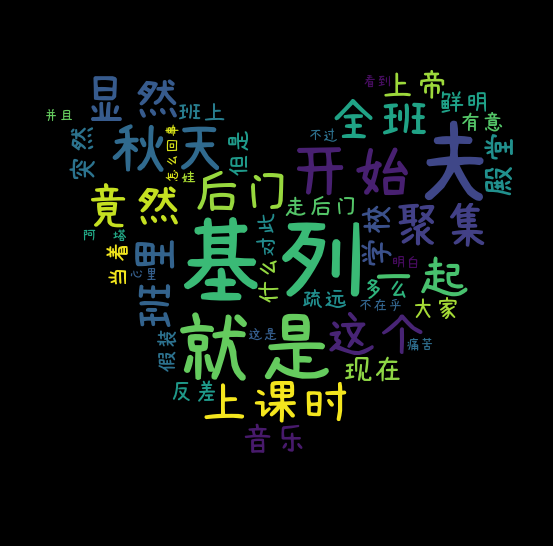 看到
显然
上帝
并且
班上
鲜明
全班
有意
秋天
突然
怎么回事
但是
不过
夫
殿堂
开始
竟然
娃
后门
走后门
聚集
学校
阿 塔
当着
班里
心里
基列
对此
什么
明白
一起
多么
疏远
不在乎
大家
就是
这是
这个
痛苦
假装
现在
反差
上课时
音乐